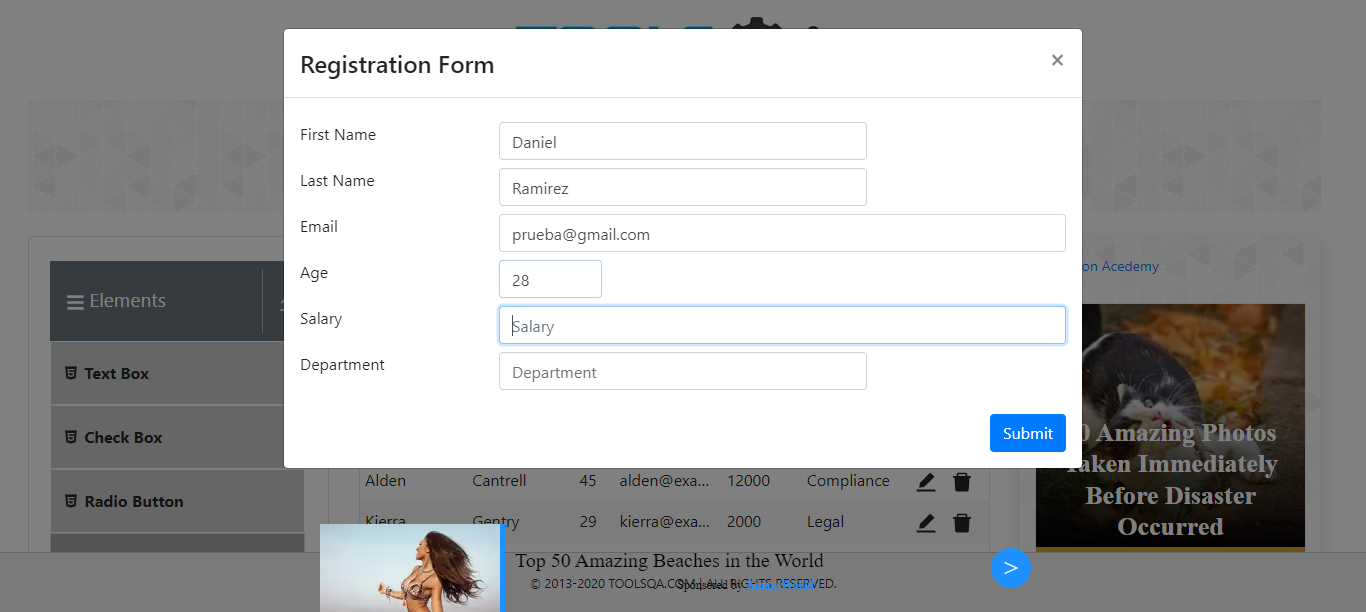 Registration Form
×
First Name
Daniel
Last Name
Ramirez
Email
prueba@gmail.com
Age
28
Salary
Salary
Department
Department
Submit
Elements
Text Box
Check Box
Radio Button
on Acedemy
Alden Cantrell 45 alden@exa... 12000 Compliance
Kierra Gentry 29 kierra@exa... 2000 Legal
0 Amazing Photos
Taken Immediately
Before Disaster
Occurred
Top 50 Amazing Beaches in the World
>
© 2013-2020 TOOLSQA.COM | ALL RIGHTS RESERVED.
Sponsored by